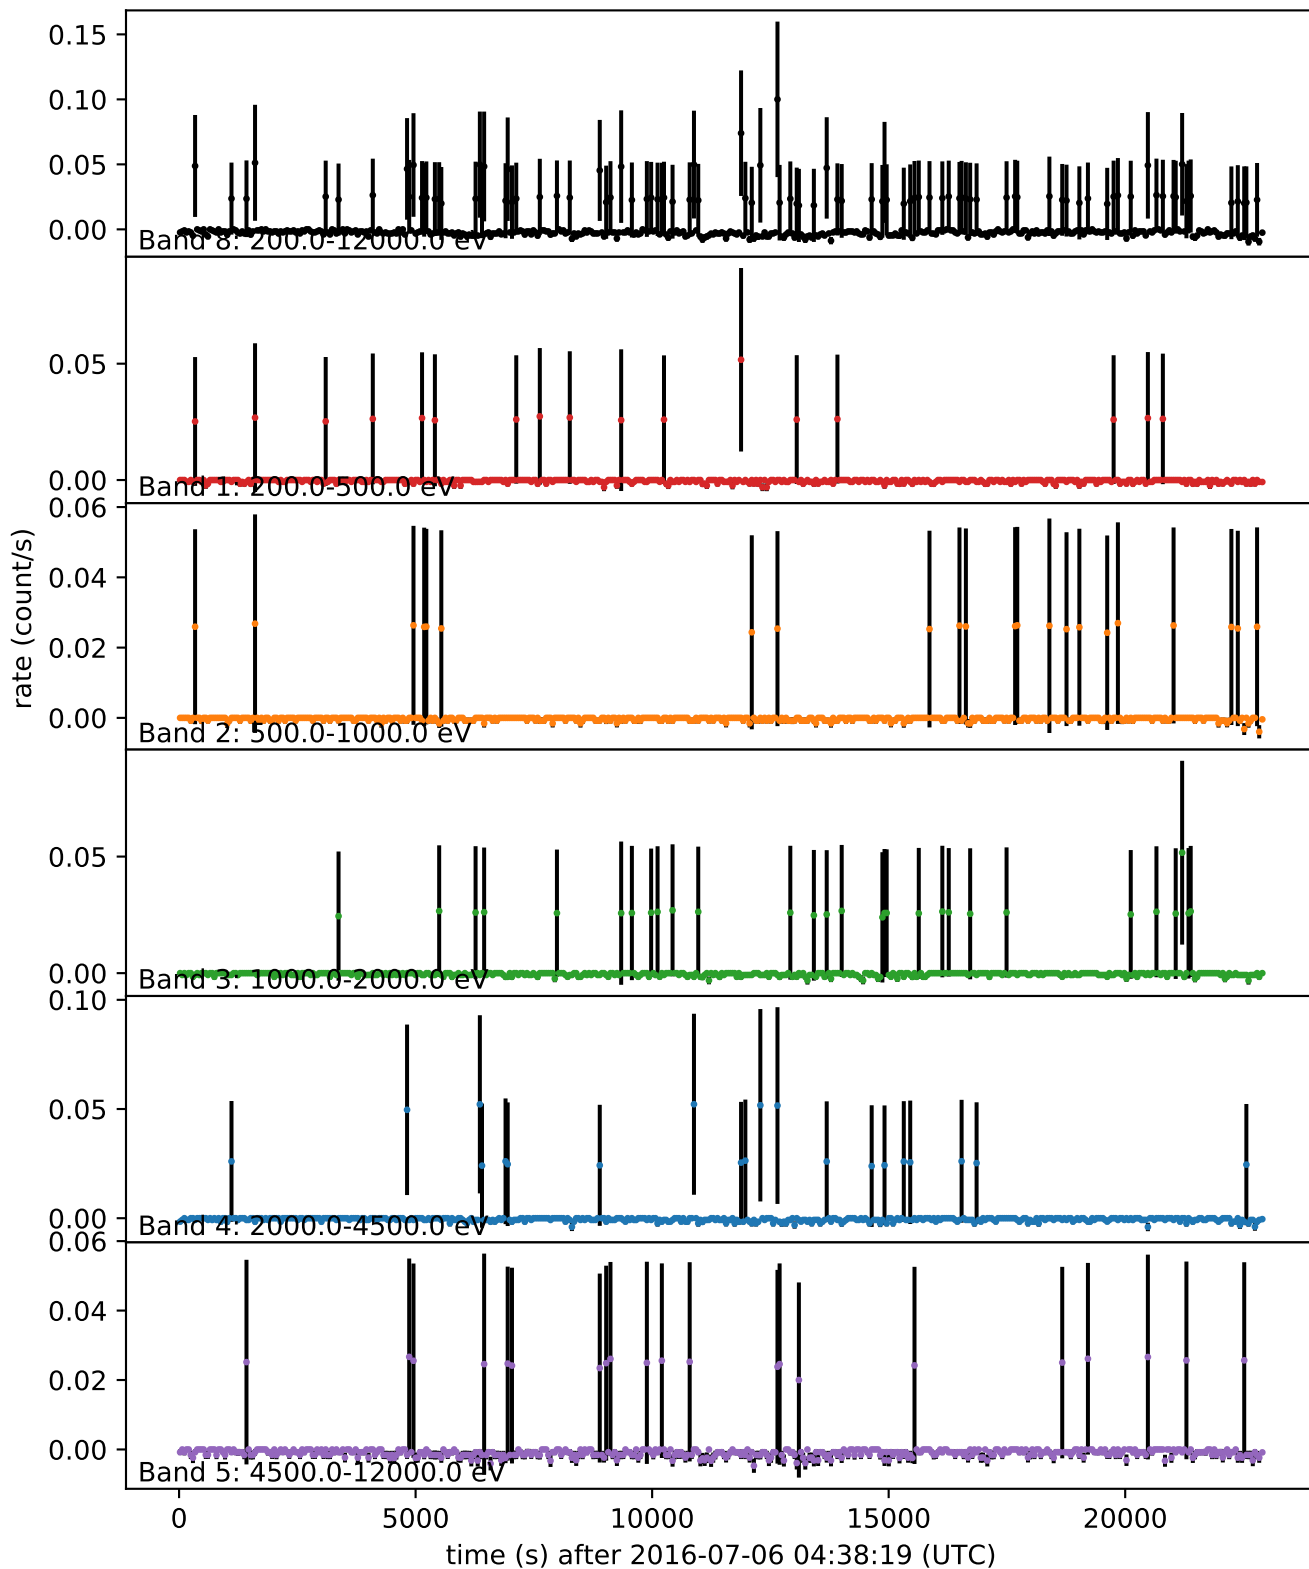 0.15
0.10
0.05
0.00
Band 8: 200.0-12000.0 eV
0.05
0.00
Band 1: 200.0-500.0 eV
0.06
0.04
0.02
0.00
Band 2: 500.0-1000.0 eV
rate (count/s)
0.05
0.00
Band 3: 1000.0-2000.0 eV
0.10
0.05
0.00
Band 4: 2000.0-4500.0 eV
0.06
0.04
0.02
0.00
Band 5: 4500.0-12000.0 eV
0 5000 10000 15000 20000
time (s) after 2016-07-06 04:38:19 (UTC)